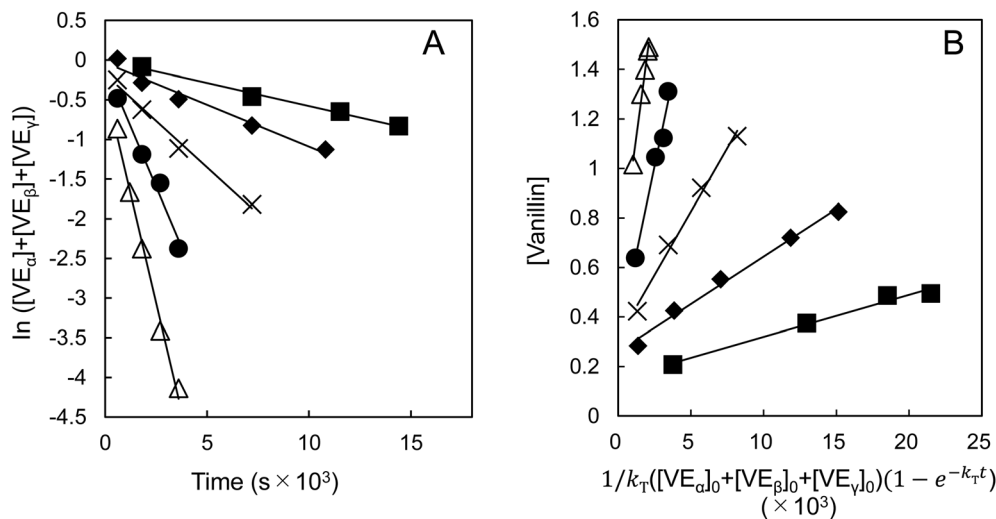 A
0
-0.5
-1
-1.5
-2
-2.5
-3
-3.5
-4
-4.5
ln ([VEα]+[VEβ]+[VEγ])
0 5 10 15
Time (s × 10³)
B
1.6
1.4
1.2
1
0.8
0.6
0.4
0.2
0
[Vanillin]
0 5 10 15 20 25
1/kT([VEα]₀+[VEβ]₀+[VEγ]₀)(1 − e^−kTt)
(× 10³)